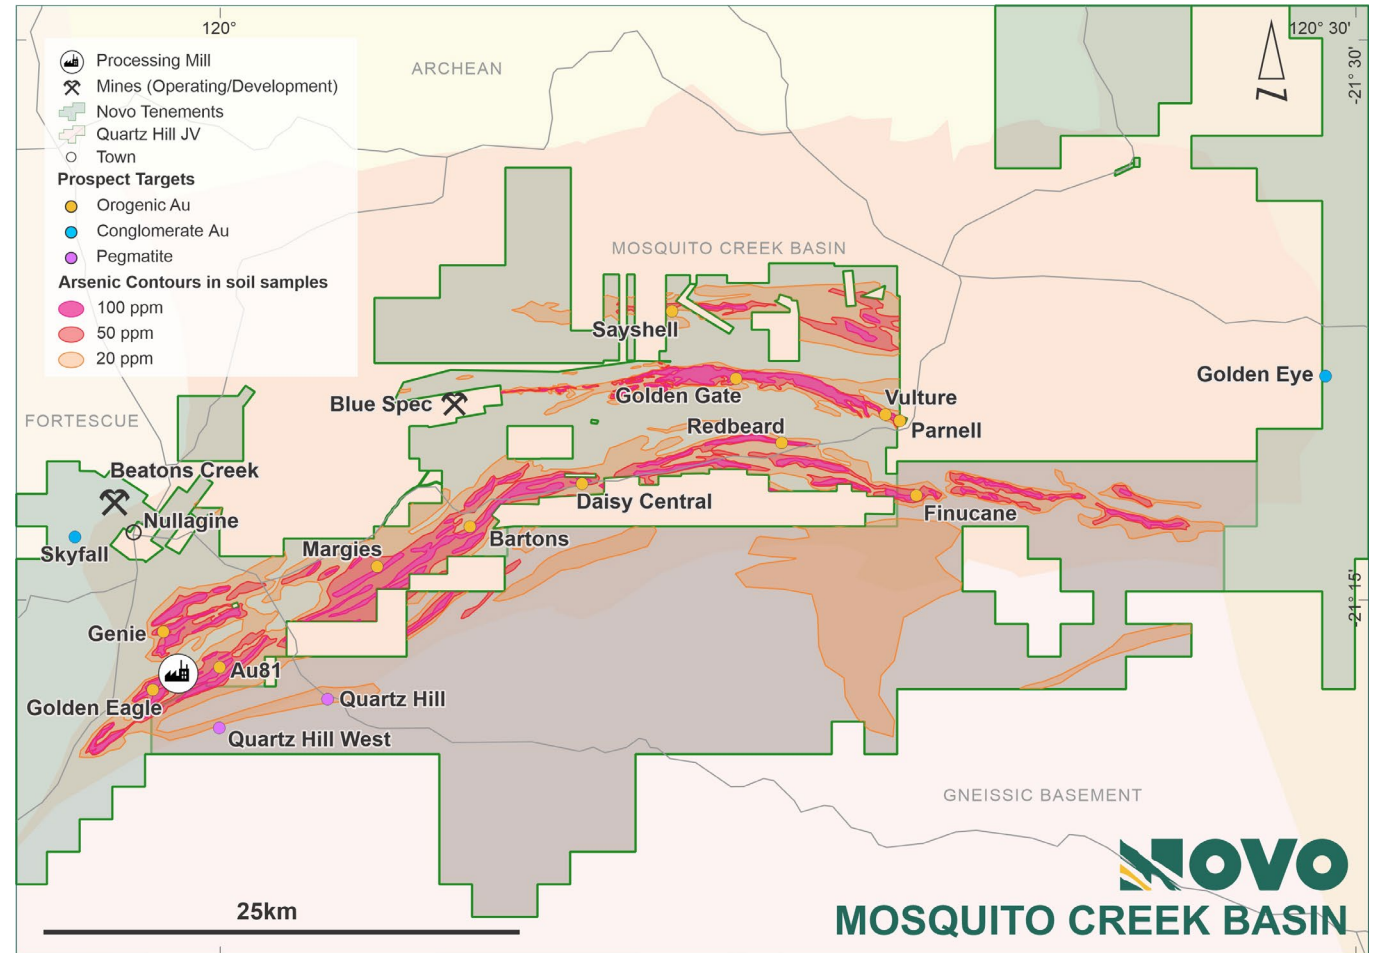 120°
120° 30'
-21° 30'
ARCHEAN
Processing Mill
Mines (Operating/Development)
Novo Tenements
Quartz Hill JV
Town
Prospect Targets
Orogenic Au
Conglomerate Au
Pegmatite
Arsenic Contours in soil samples
100 ppm
50 ppm
20 ppm
N
MOSQUITO CREEK BASIN
Sayshell
Golden Eye
Blue Spec
Golden Gate
Vulture
FORTESCUE
Redbeard
Parnell
Beatons Creek
Daisy Central
Nullagine
Finucane
Skyfall
Margies
Bartons
-21° 15'
Genie
Au81
Golden Eagle
Quartz Hill
Quartz Hill West
GNEISSIC BASEMENT
NOVO
25km
MOSQUITO CREEK BASIN